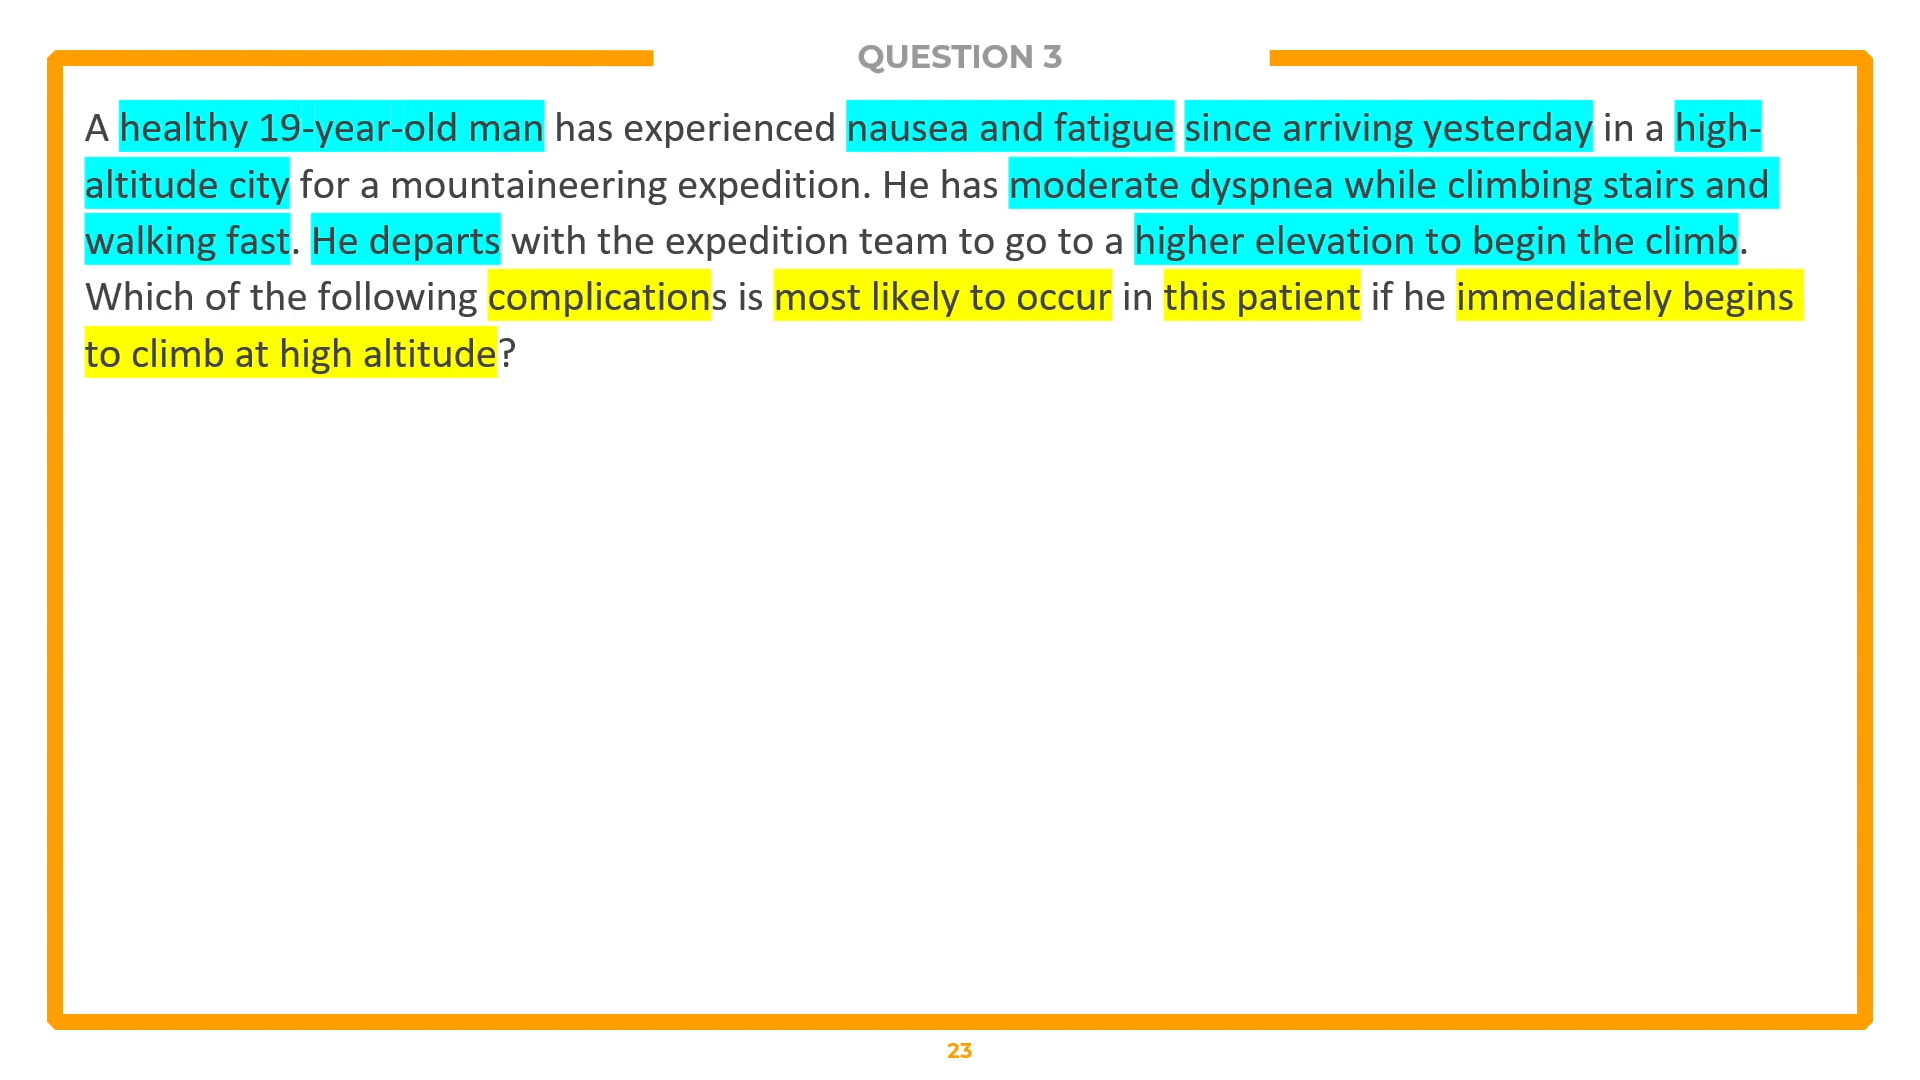 QUESTION 3
A healthy 19-year-old man has experienced nausea and fatigue since arriving yesterday in a high-
altitude city for a mountaineering expedition. He has moderate dyspnea while climbing stairs and
walking fast. He departs with the expedition team to go to a higher elevation to begin the climb.
Which of the following complications is most likely to occur in this patient if he immediately begins
to climb at high altitude?
23